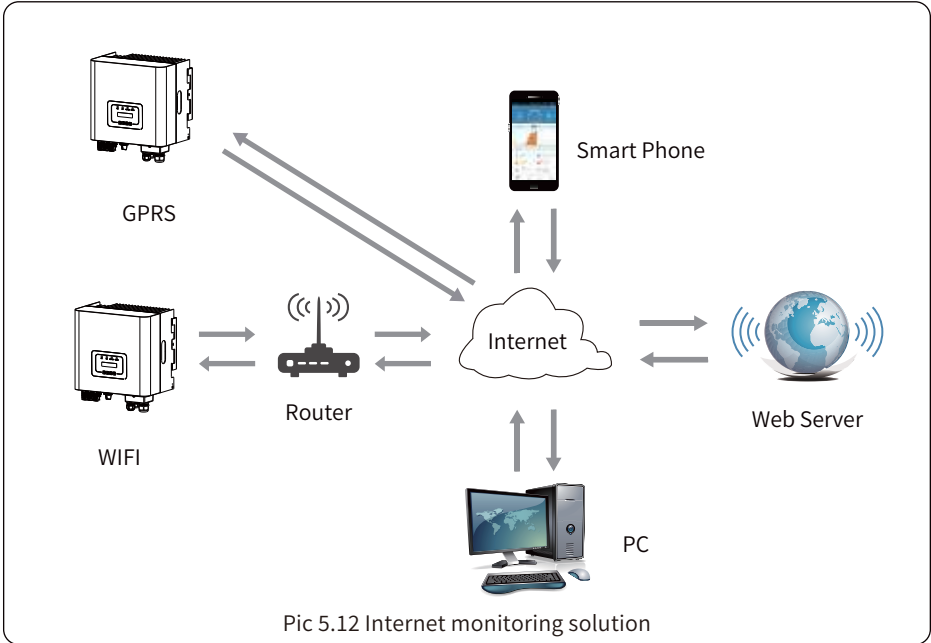 Smart Phone
GPRS
Internet
Router
Web Server
WIFI
PC
Pic 5.12 Internet monitoring solution